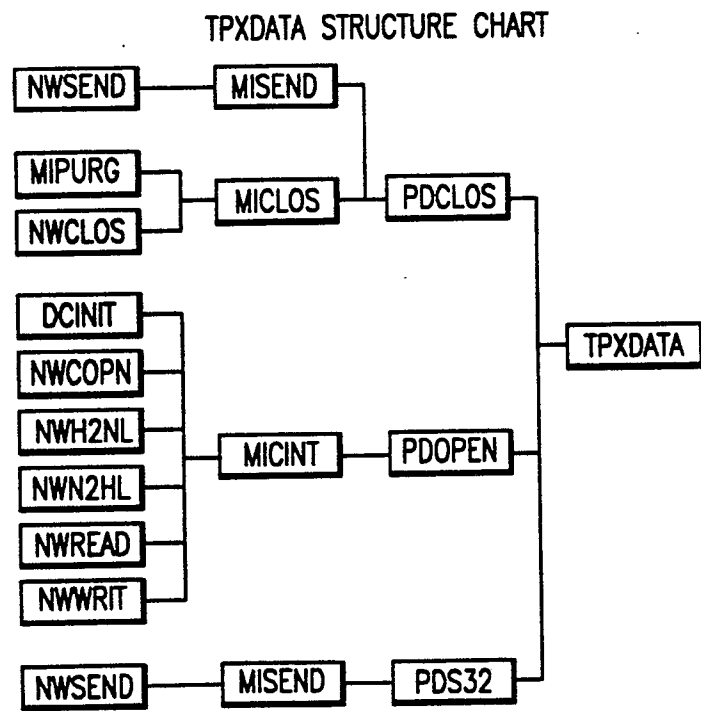 TPXDATA STRUCTURE CHART
NWSEND
MISEND
MIPURG
MICLOS
PDCLOS
NWCLOS
DCINIT
TPXDATA
NWCOPN
NWH2NL
MICINT
PDOPEN
NWN2HL
NWREAD
NWWRIT
NWSEND
MISEND
PDS32